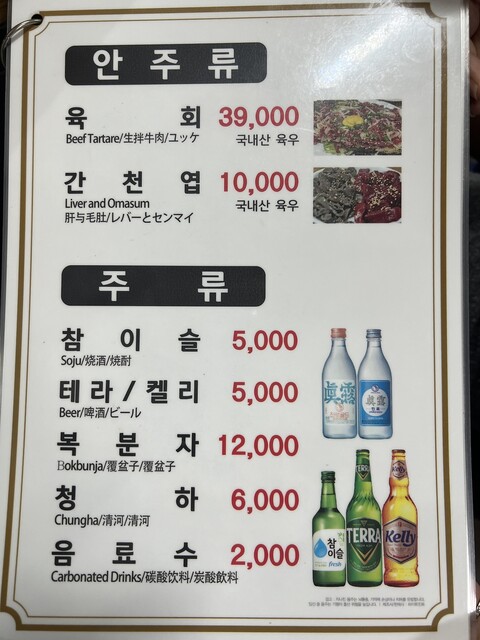 안 주 류
육 회 39,000
Beef Tartare/生拌牛肉/ユッケ 국내산 육우
간 천 엽 10,000
Liver and Omasum 국내산 육우
肝与毛肚/レバーとセンマイ
주 류
참 이 슬 5,000
Soju/烧酒/焼酎
테 라 / 켈 리 5,000
Beer/啤酒/ビール
복 분 자 12,000
Bokbunja/覆盆子/覆盆子
청 하 6,000
Chungha/清河/清河
음 료 수 2,000
Carbonated Drinks/碳酸饮料/炭酸飲料
眞露 眞露
참이슬 fresh
TERRA TERRA
Kelly Kelly